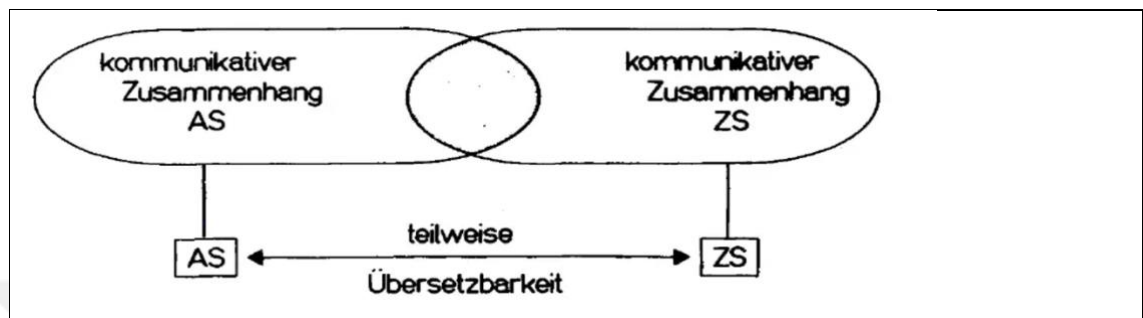 kommunikativer
Zusammenhang
AS
kommunikativer
Zusammenhang
ZS
teilweise
AS
ZS
Übersetzbarkeit